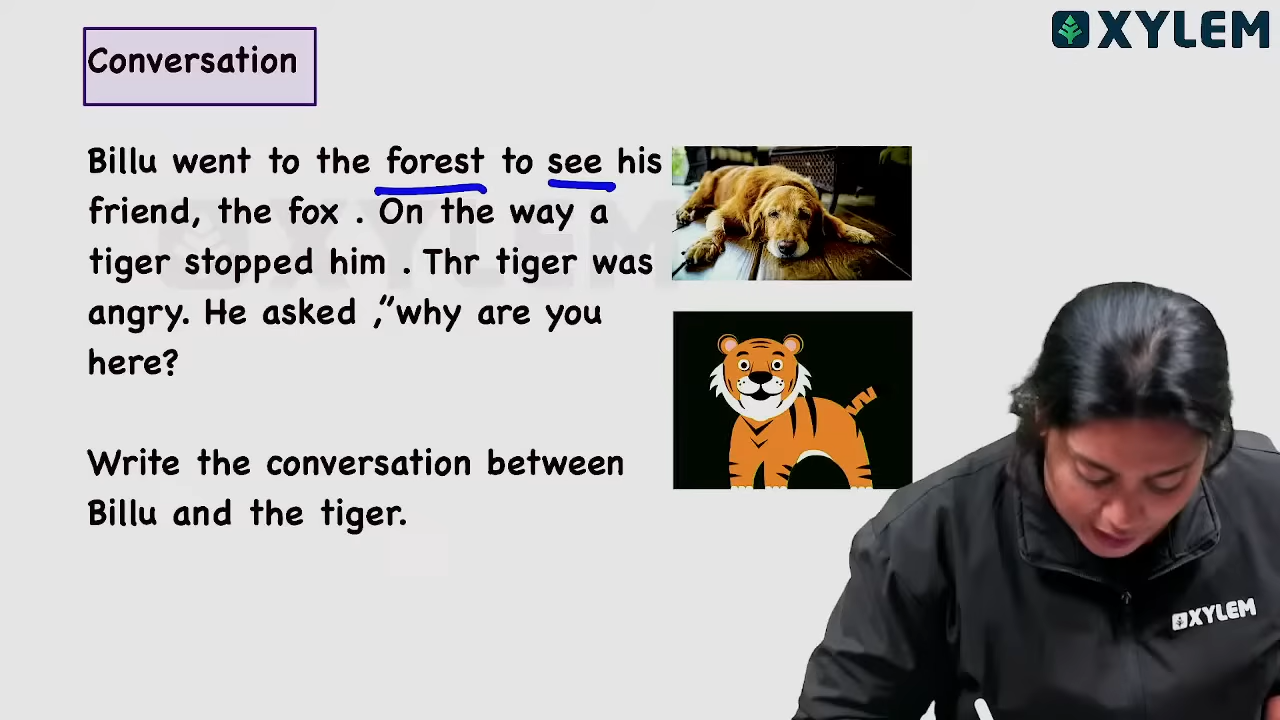 Conversation
XYLEM
Billu went to the forest to see his
friend, the fox . On the way a
tiger stopped him . Thr tiger was
angry. He asked ,”why are you
here?
Write the conversation between
Billu and the tiger.
XYLEM
XYLEM